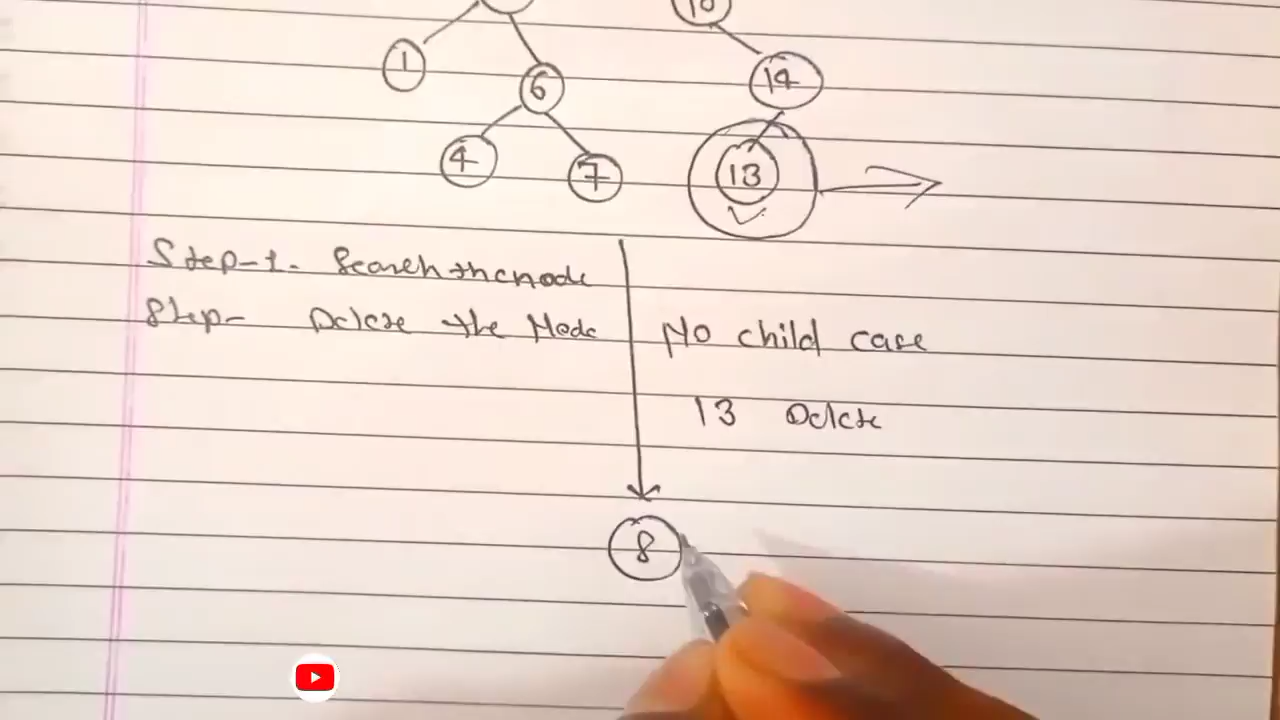 10
1
6
14
4
7
13
Step-1. Search the node
Step- Delete the Node
No child case
13 Delete
8